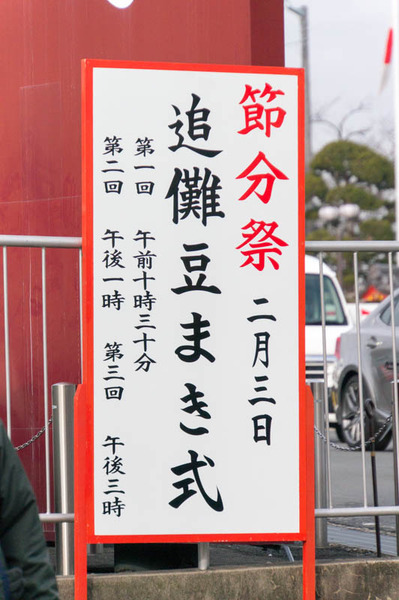 節分祭 二月三日
追儺豆まき式
第一回 午前十時三十分
第二回 午後一時 第三回 午後三時